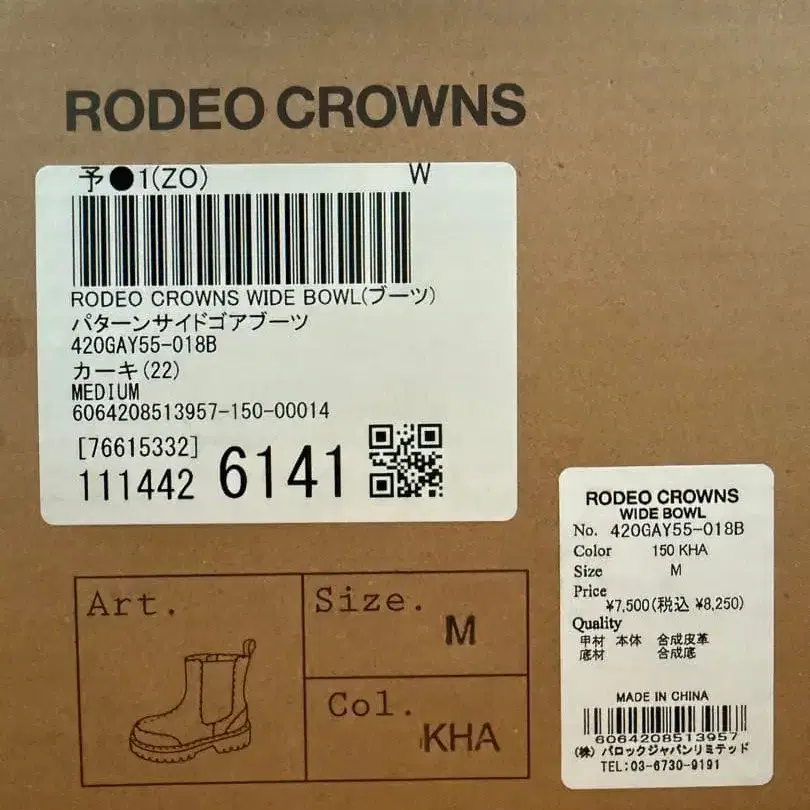 RODEO CROWNS
予●1(ZO) W
RODEO CROWNS WIDE BOWL(ブーツ)
パターンサイドゴアブーツ
420GAY55-018B
カーキ(22)
MEDIUM
6064208513957-150-00014
[76615332]
111442 6141
RODEO CROWNS
WIDE BOWL
No. 420GAY55-018B
Color 150 KHA
Size M
Price
¥7,500(税込 ¥8,250)
Quality
甲材 本体 合成皮革
底材 合成底
MADE IN CHINA
6064208513957
(株) バロックジャパンリミテッド
TEL:03-6730-9191
Art.
Size.
M
Col.
KHA